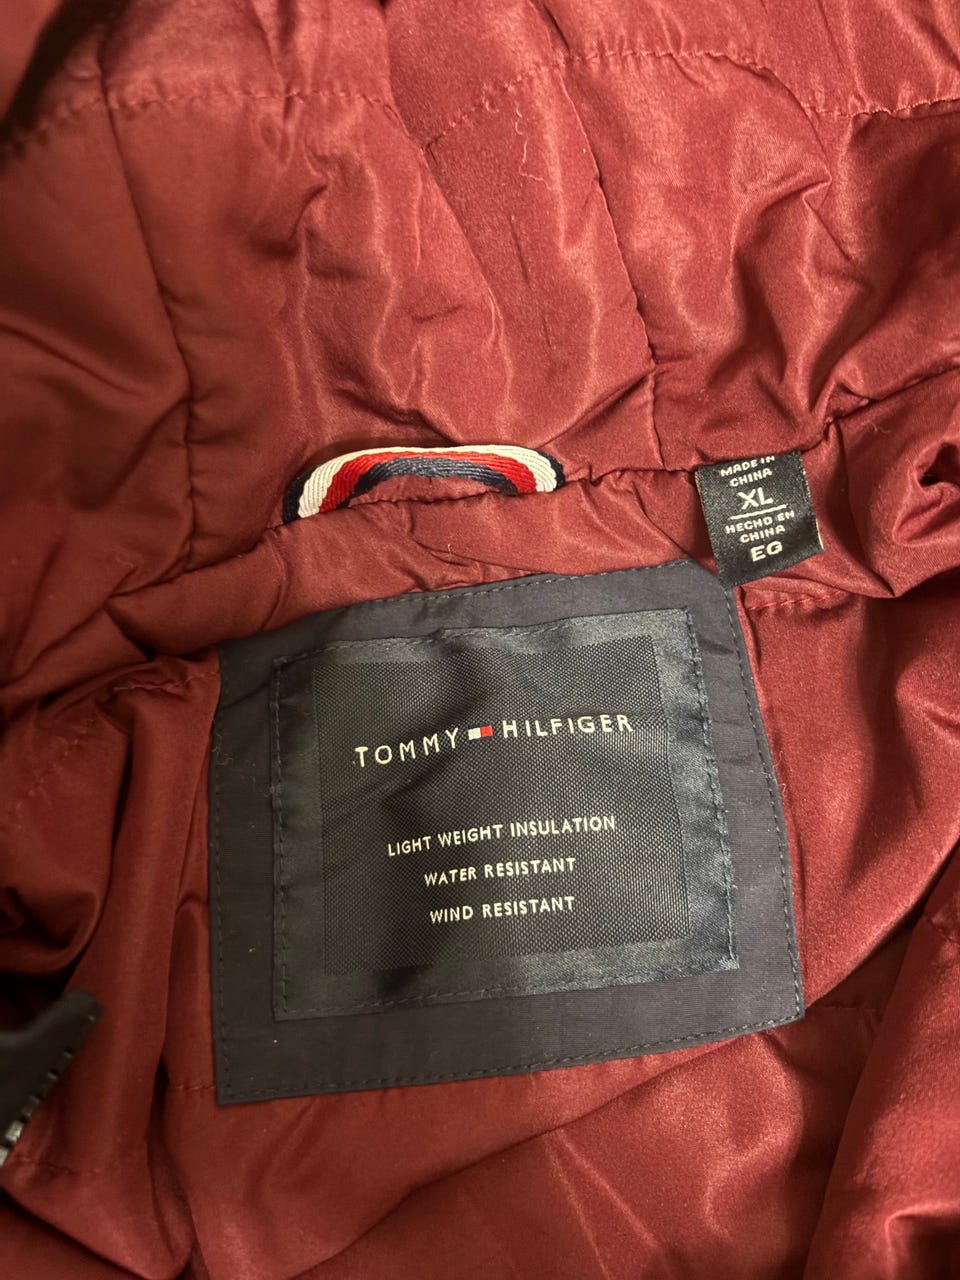 MADE IN
CHINA
XL
HECHO EN
CHINA
EG
TOMMY HILFIGER
LIGHT WEIGHT INSULATION
WATER RESISTANT
WIND RESISTANT